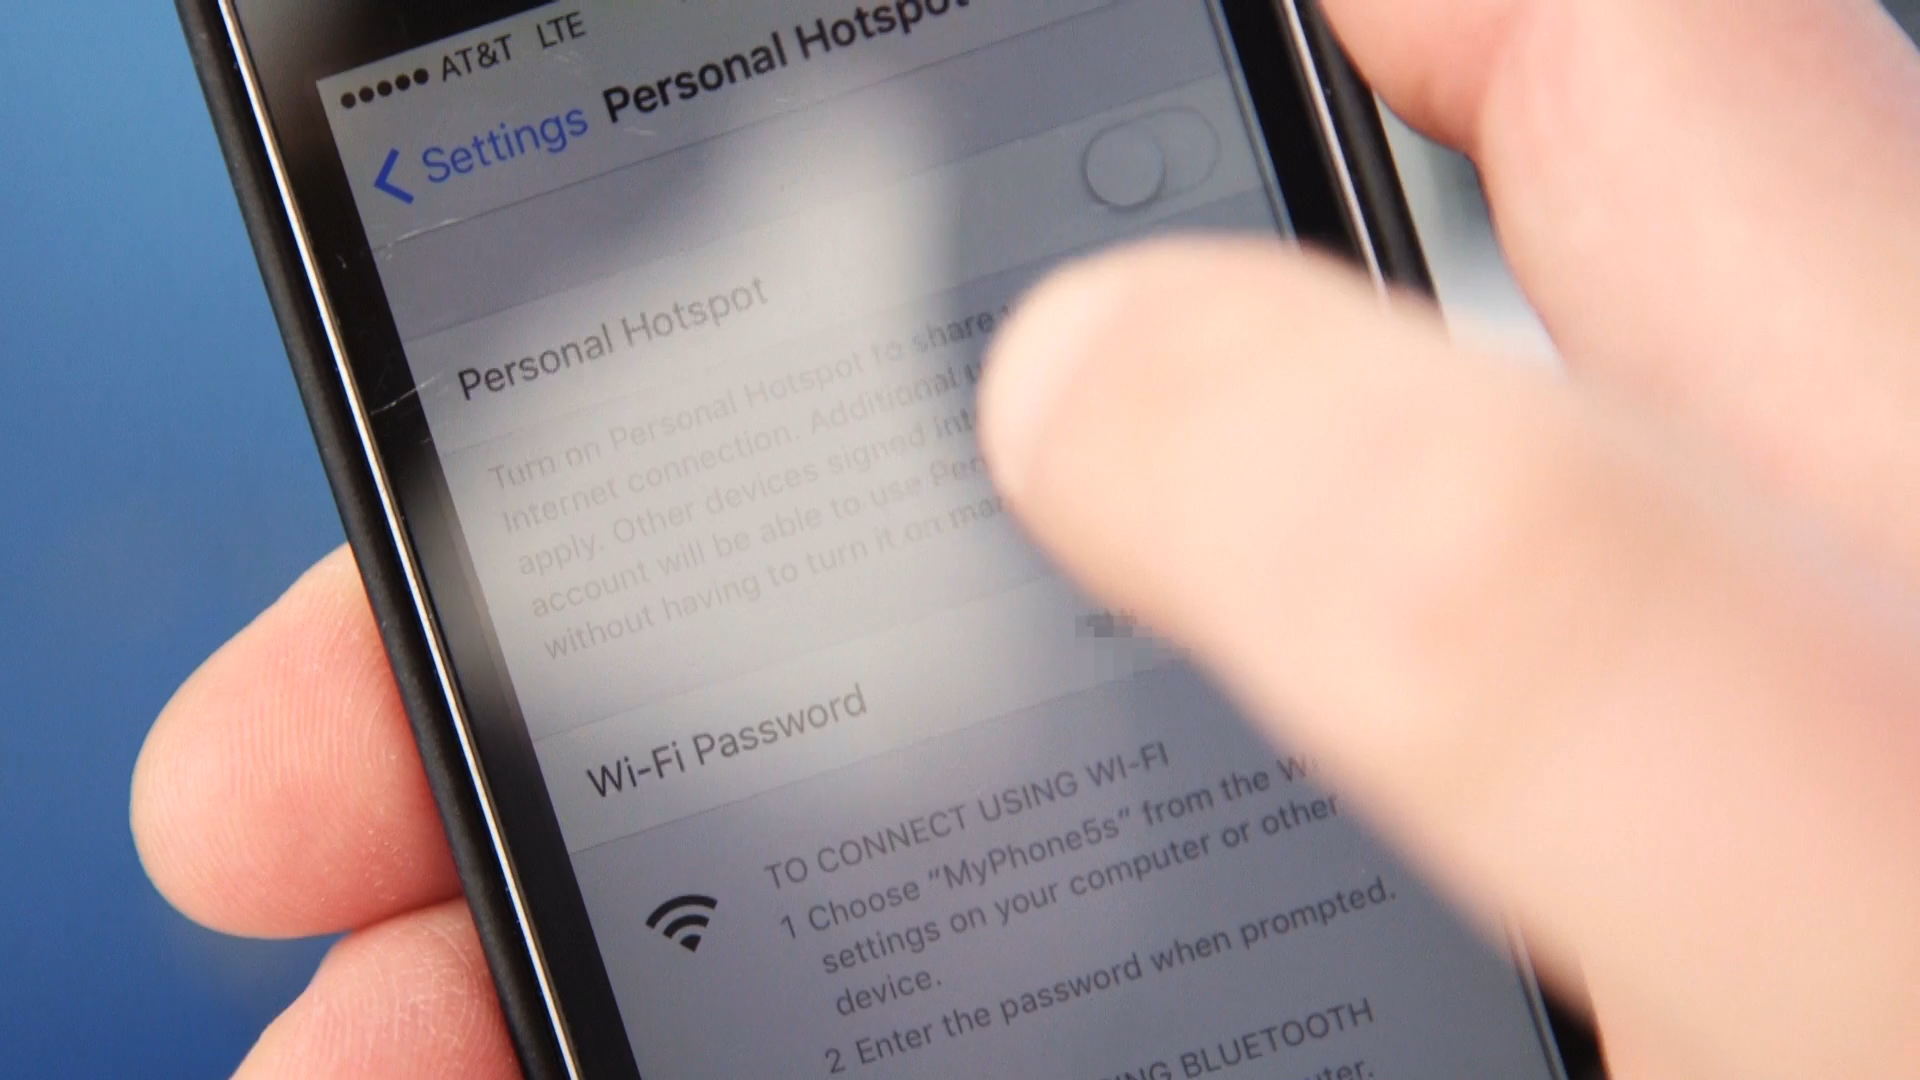 ●●●●● AT&T LTE
Settings Personal Hotspot
Personal Hotspot
Turn on Personal Hotspot to share
Internet connection. Additional
apply. Other devices signed into
account will be able to use
without having to turn it on
Wi-Fi Password
TO CONNECT USING WI-FI
1 Choose “MyPhone5s” from the
settings on your computer or other
device.
2 Enter the password when prompted.
BLUETOOTH